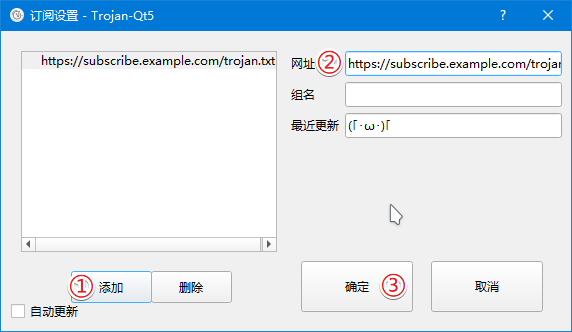 订阅设置 - Trojan-Qt5
?
https://subscribe.example.com/trojan.txt
网址 ② https://subscribe.example.com/trojan
组名
最近更新 (｢･ω･)｢
① 添加 删除
确定 ③ 取消
自动更新